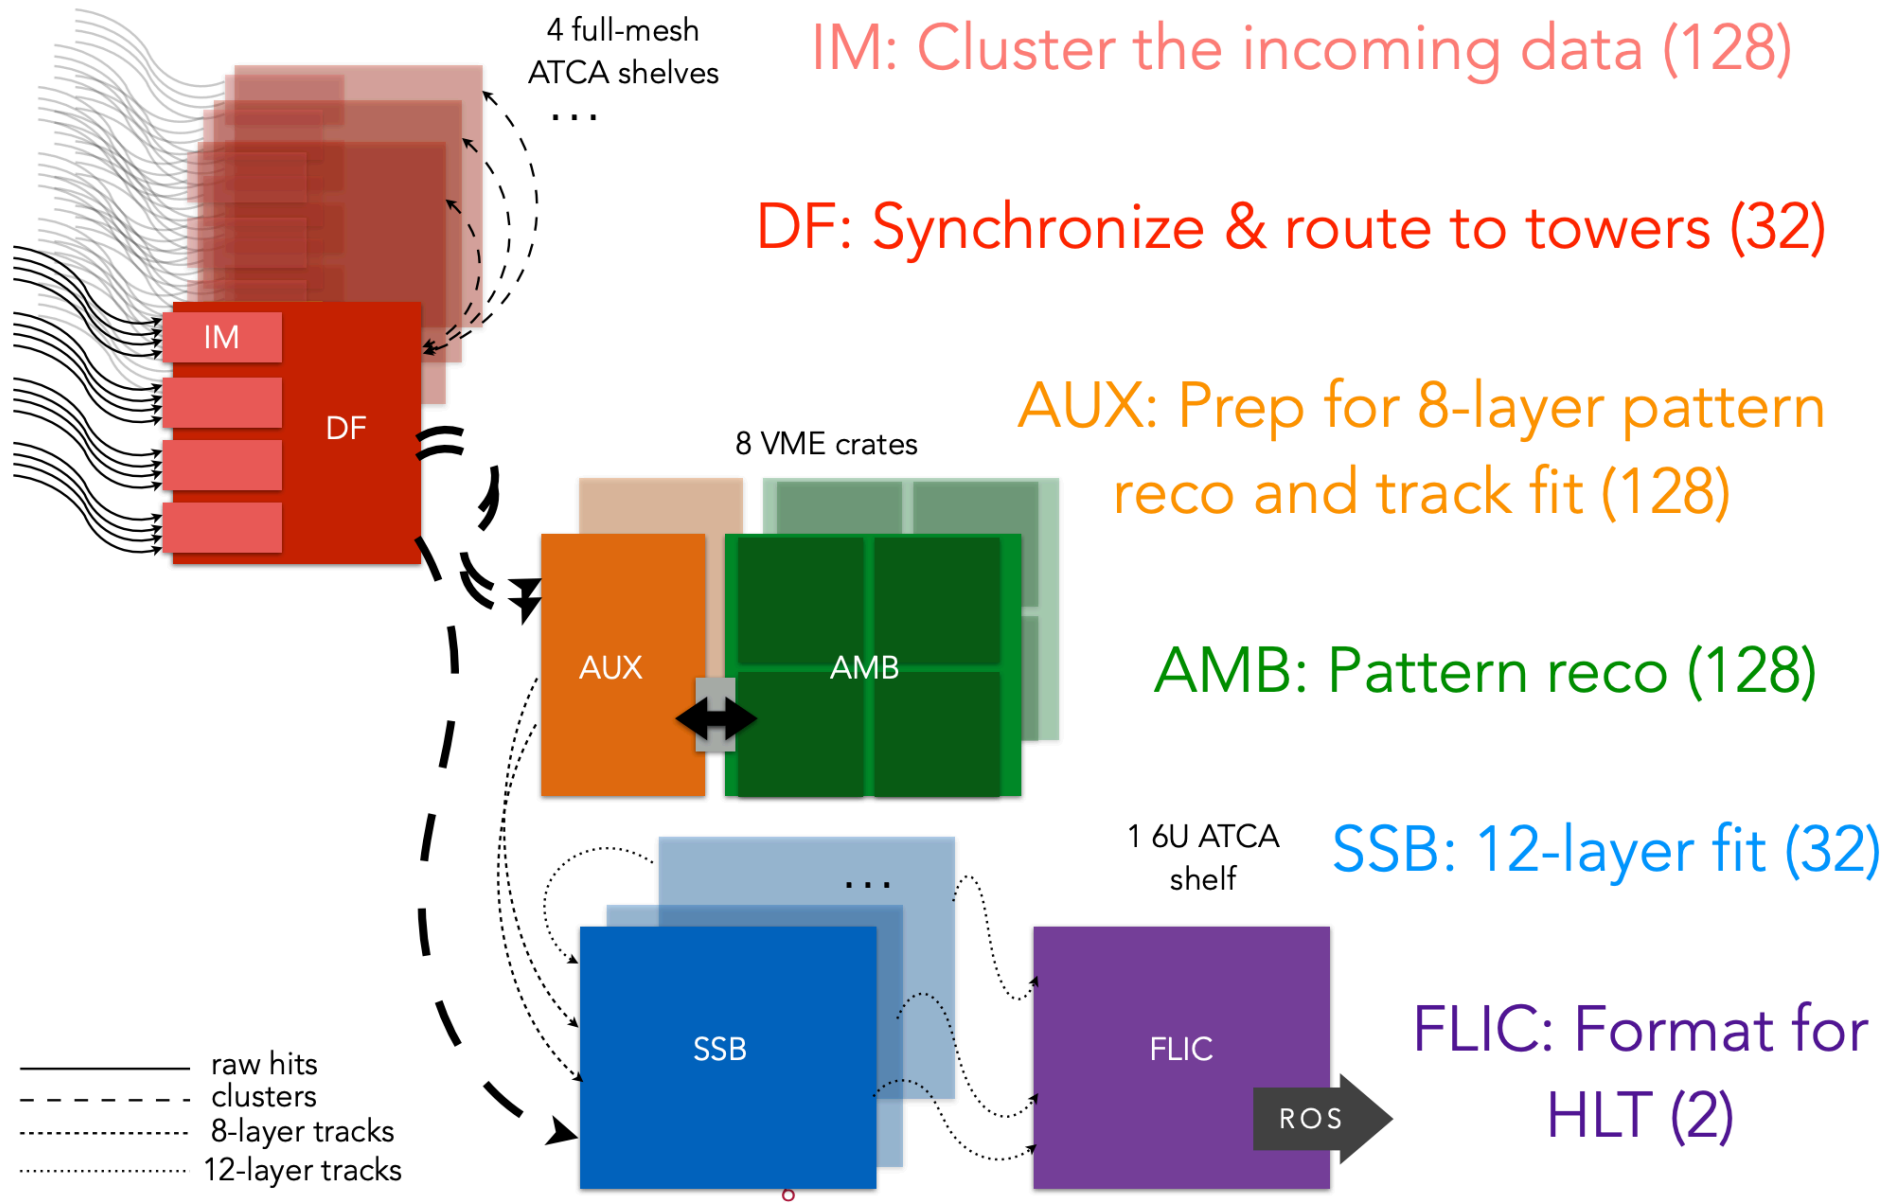 4 full-mesh
ATCA shelves
...
IM: Cluster the incoming data (128)
DF: Synchronize & route to towers (32)
IM
DF
AUX: Prep for 8-layer pattern
reco and track fit (128)
8 VME crates
AUX
AMB
AMB: Pattern reco (128)
1 6U ATCA
shelf
SSB: 12-layer fit (32)
...
SSB
FLIC
ROS
FLIC: Format for
HLT (2)
raw hits
clusters
8-layer tracks
12-layer tracks